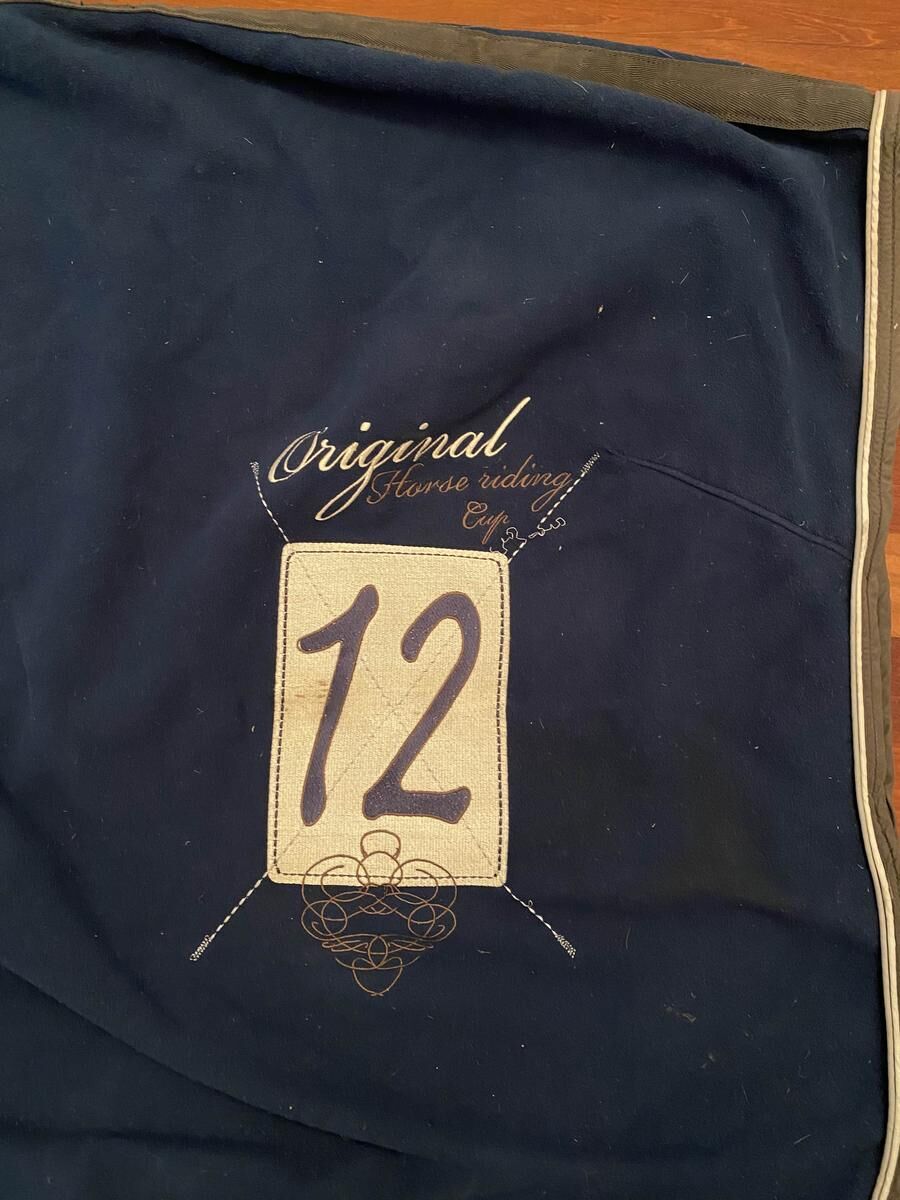 Original
Horse riding
Cup
12